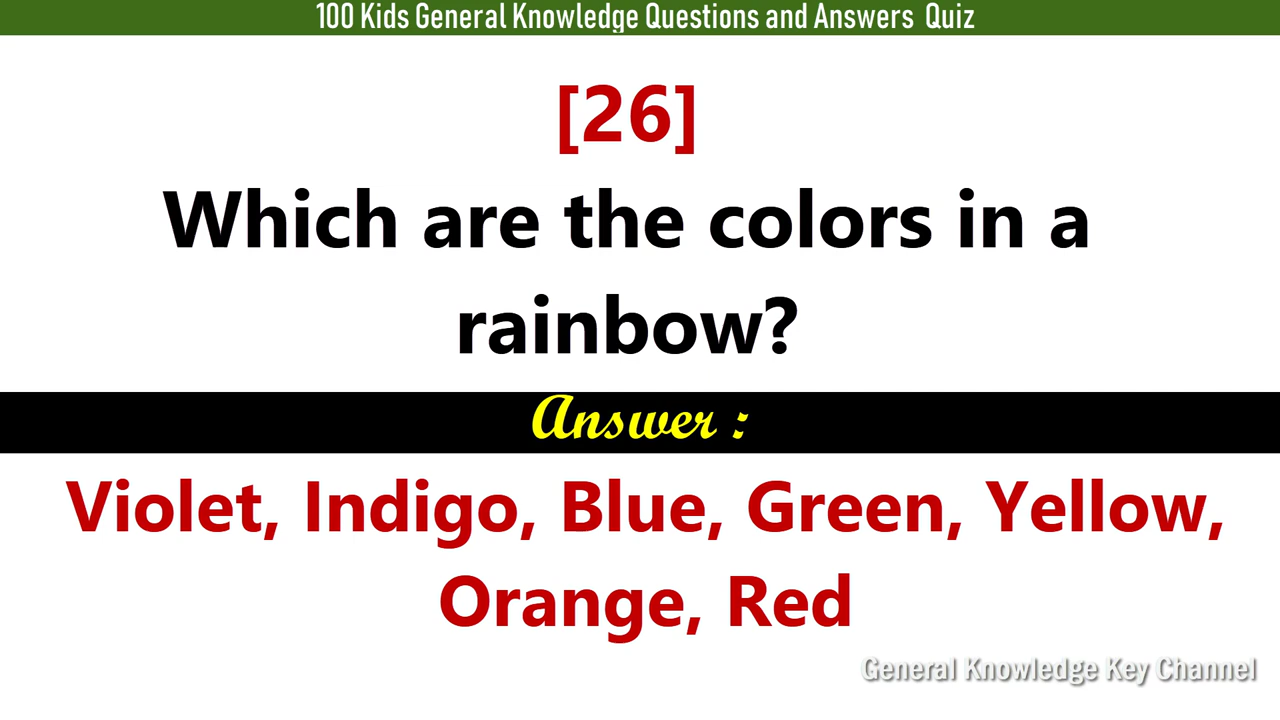 100 Kids General Knowledge Questions and Answers Quiz
[26]
Which are the colors in a
rainbow?
Answer :
Violet, Indigo, Blue, Green, Yellow,
Orange, Red
General Knowledge Key Channel